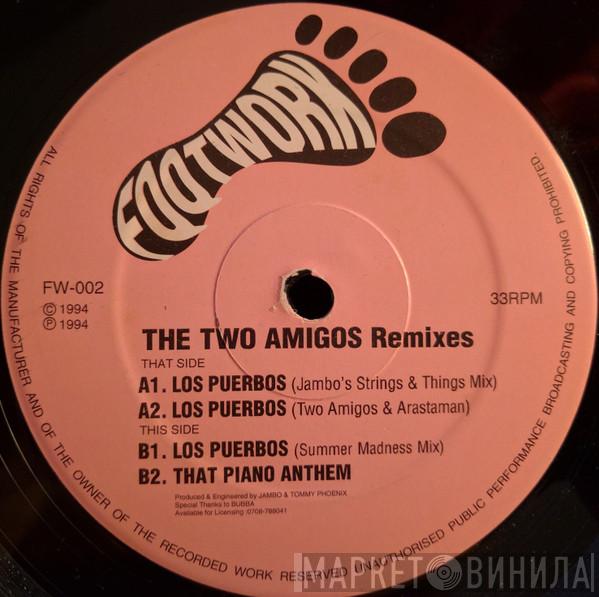 FOOTWORK
FW-002
33RPM
© 1994
℗ 1994
THE TWO AMIGOS Remixes
THAT SIDE
A1. LOS PUERBOS (Jambo's Strings & Things Mix)
A2. LOS PUERBOS (Two Amigos & Arastaman)
THIS SIDE
B1. LOS PUERBOS (Summer Madness Mix)
B2. THAT PIANO ANTHEM
Produced & Engineered by JAMBO & TOMMY PHOENIX
Special Thanks to BUBBA
Available for Licensing :0708-788041
ALL RIGHTS OF THE MANUFACTURER AND OF THE OWNER OF THE RECORDED WORK RESERVED UNAUTHORISED PUBLIC PERFORMANCE BROADCASTING AND COPYING PROHIBITED.
МАРКЕТ ВИНИЛА